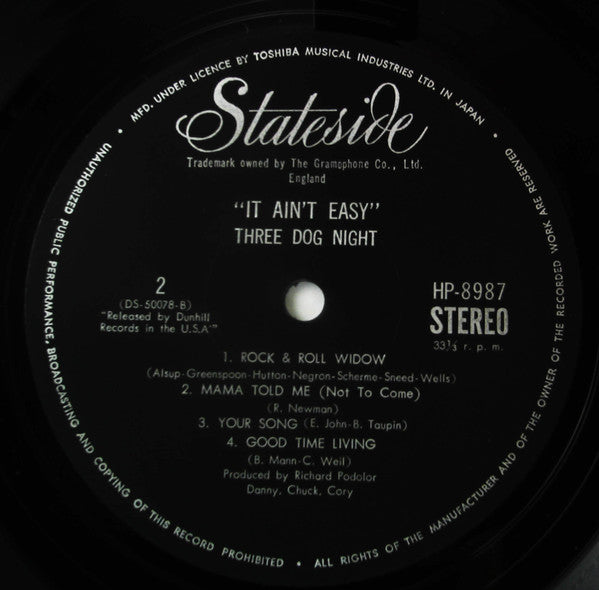 MFD. UNDER LICENCE BY TOSHIBA MUSICAL INDUSTRIES LTD. IN JAPAN
Stateside
Trademark owned by The Gramophone Co., Ltd.
England
"IT AIN'T EASY"
THREE DOG NIGHT
2
(DS-50078-B)
"Released by Dunhill
Records in the U.S.A"
HP-8987
STEREO
33⅓ r. p. m.
1. ROCK & ROLL WIDOW
(Alsup-Greenspoon-Hutton-Negron-Scherme-Sneed-Wells)
2. MAMA TOLD ME (Not To Come)
(R. Newman)
3. YOUR SONG (E. John-B. Taupin)
4. GOOD TIME LIVING
(B. Mann-C. Weil)
Produced by Richard Podolor
Danny, Chuck, Cory
UNAUTHORIZED PUBLIC PERFORMANCE, BROADCASTING AND COPYING OF THIS RECORD PROHIBITED • ALL RIGHTS OF THE MANUFACTURER AND OF THE OWNER OF THE RECORDED WORK ARE RESERVED •